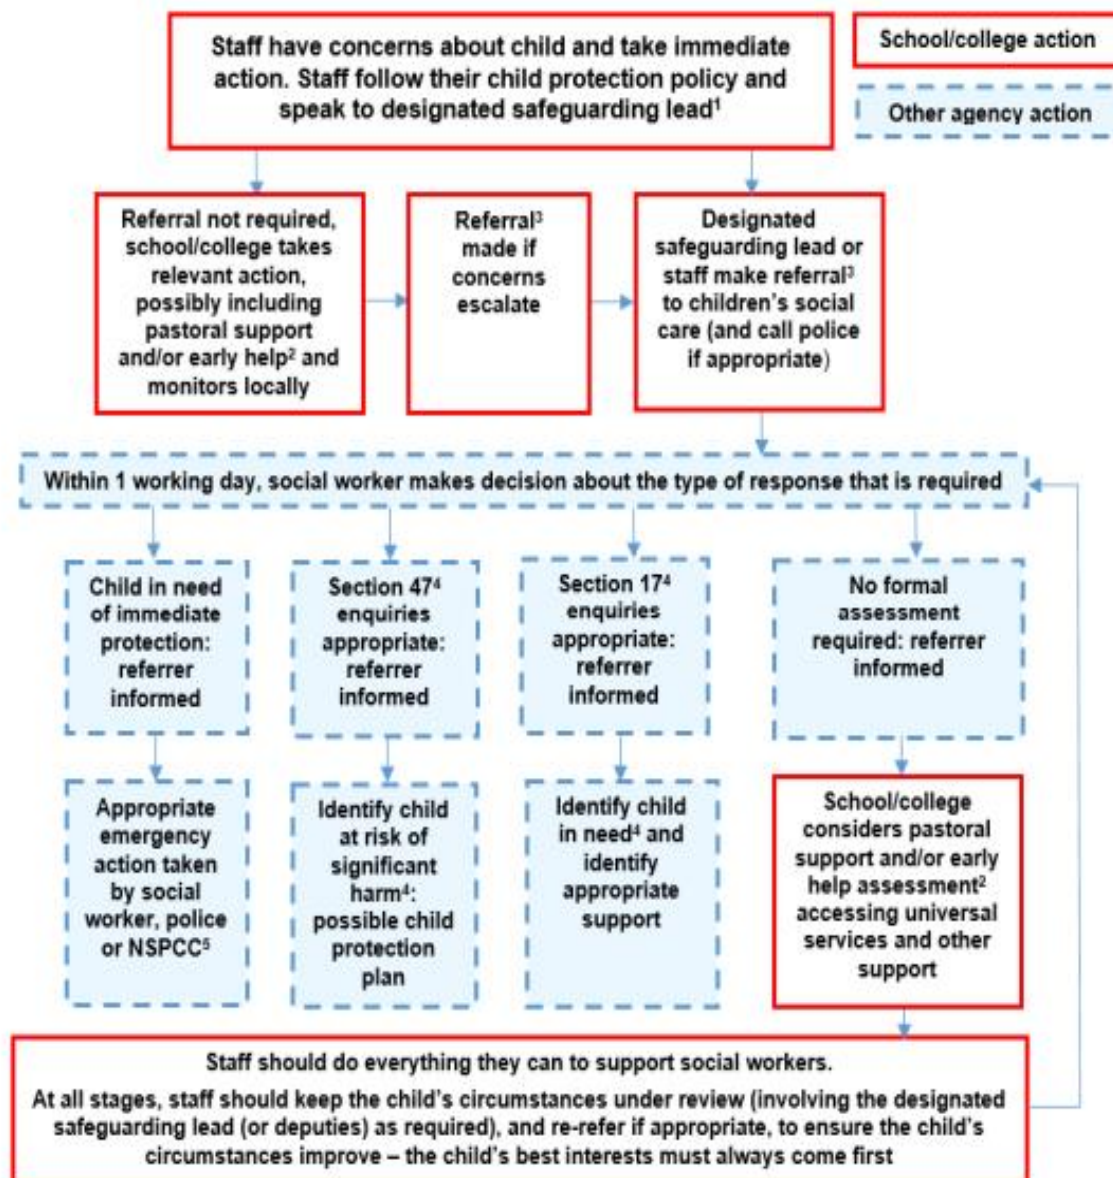 Staff have concerns about child and take immediate
action. Staff follow their child protection policy and
speak to designated safeguarding lead¹
School/college action
Other agency action
Referral not required,
school/college takes
relevant action,
possibly including
pastoral support
and/or early help² and
monitors locally
Referral³
made if
concerns
escalate
Designated
safeguarding lead or
staff make referral³
to children's social
care (and call police
if appropriate)
Within 1 working day, social worker makes decision about the type of response that is required
Child in need
of immediate
protection:
referrer
informed
Section 47⁴
enquiries
appropriate:
referrer
informed
Section 17⁴
enquiries
appropriate:
referrer
informed
No formal
assessment
required: referrer
informed
Appropriate
emergency
action taken
by social
worker, police
or NSPCC⁵
Identify child
at risk of
significant
harm⁴:
possible child
protection
plan
Identify child
in need⁴ and
identify
appropriate
support
School/college
considers pastoral
support and/or early
help assessment²
accessing universal
services and other
support
Staff should do everything they can to support social workers.
At all stages, staff should keep the child's circumstances under review (involving the designated
safeguarding lead (or deputies) as required), and re-refer if appropriate, to ensure the child's
circumstances improve – the child's best interests must always come first